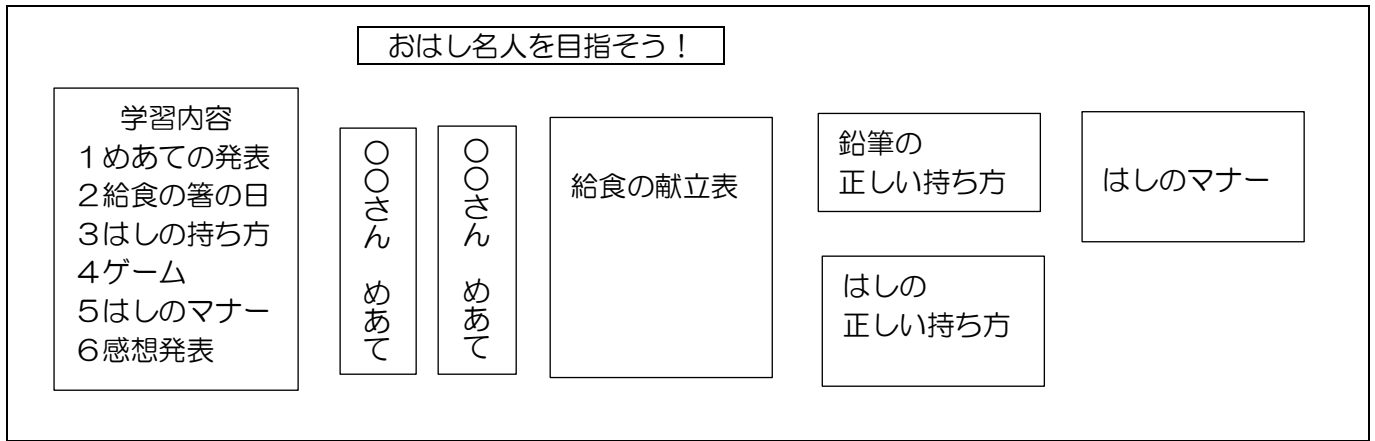 おはし名人を目指そう！
学習内容
１めあての発表
２給食の箸の日
３はしの持ち方
４ゲーム
５はしのマナー
６感想発表
〇〇さん　めあて
〇〇さん　めあて
給食の献立表
鉛筆の
正しい持ち方
はしの
正しい持ち方
はしのマナー